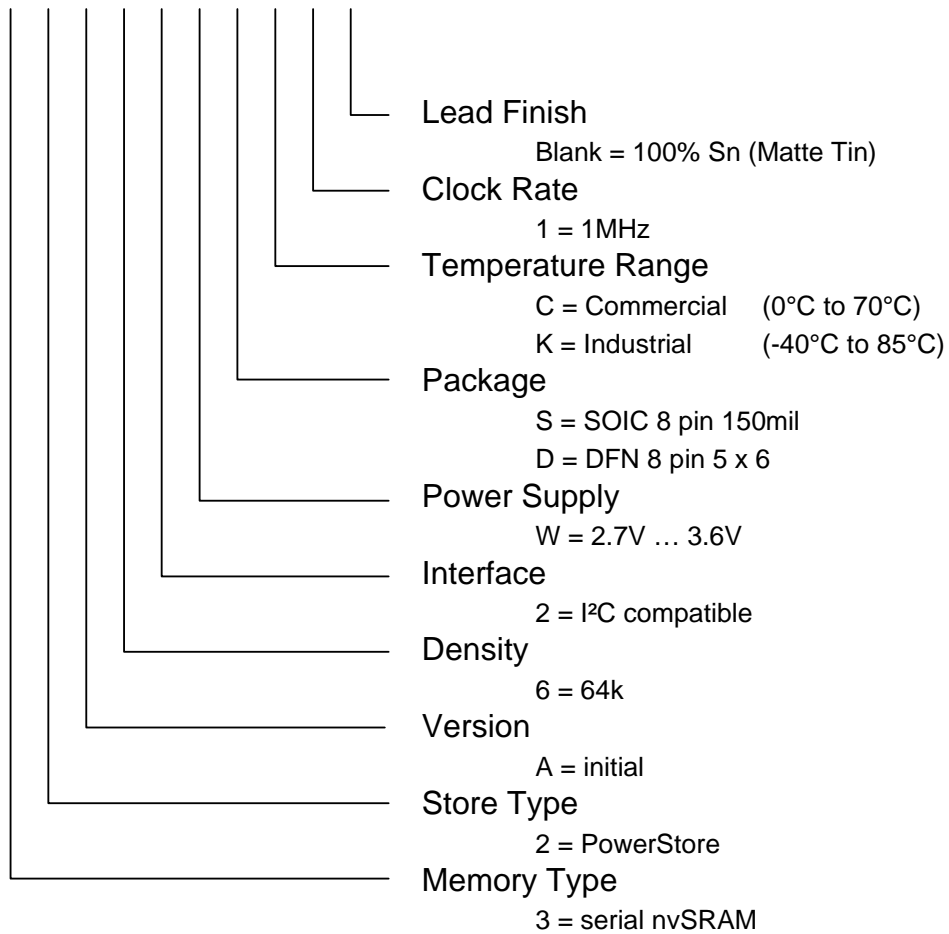 Lead Finish
Blank = 100% Sn (Matte Tin)
Clock Rate
1 = 1MHz
Temperature Range
C = Commercial (0°C to 70°C)
K = Industrial (-40°C to 85°C)
Package
S = SOIC 8 pin 150mil
D = DFN 8 pin 5 x 6
Power Supply
W = 2.7V … 3.6V
Interface
2 = I²C compatible
Density
6 = 64k
Version
A = initial
Store Type
2 = PowerStore
Memory Type
3 = serial nvSRAM